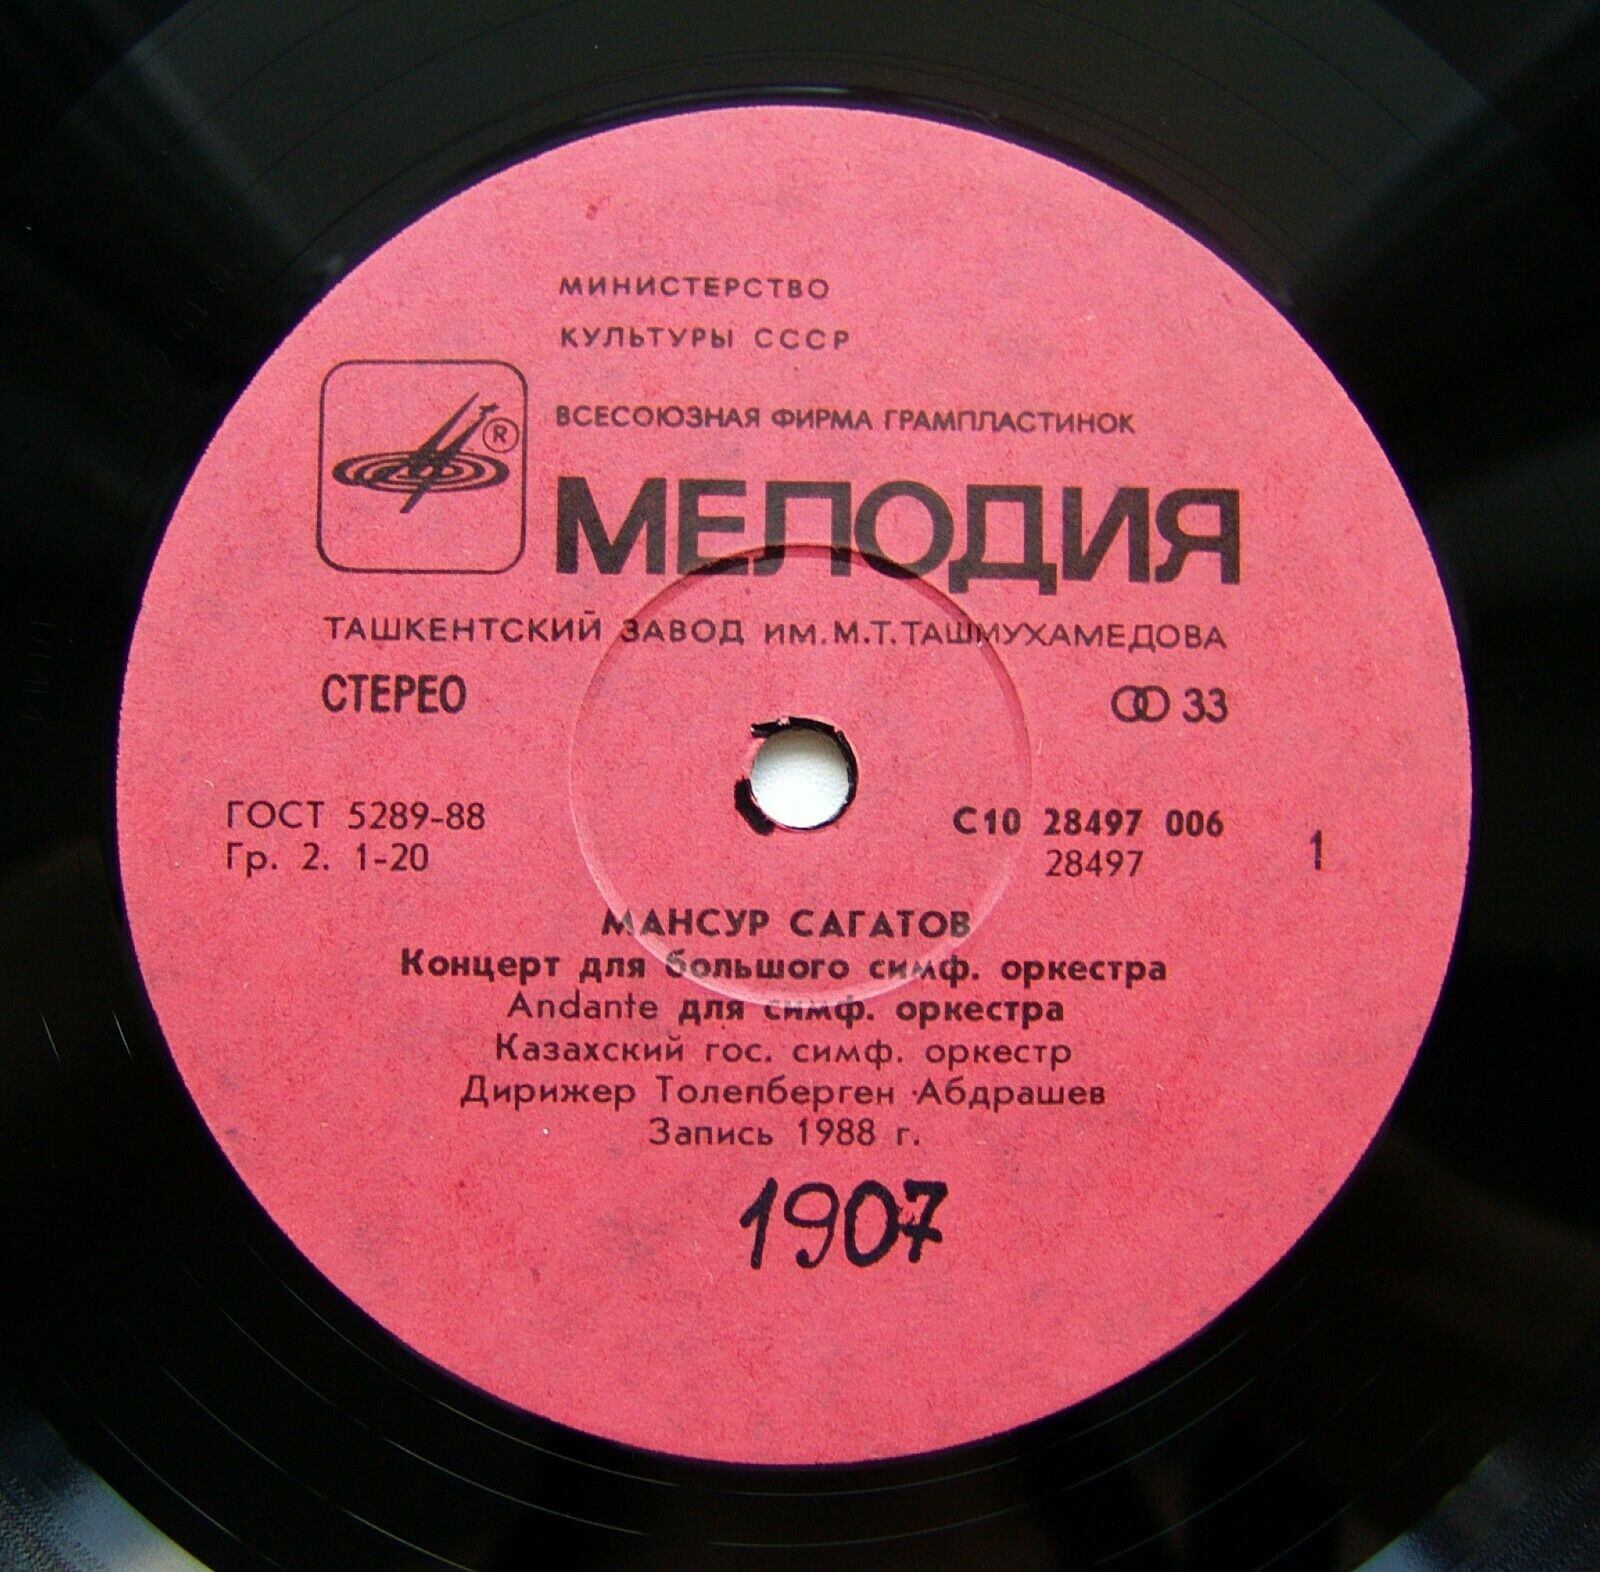 МИНИСТЕРСТВО
КУЛЬТУРЫ СССР
ВСЕСОЮЗНАЯ ФИРМА ГРАМПЛАСТИНОК
®
МЕЛОДИЯ
ТАШКЕНТСКИЙ ЗАВОД ИМ. М.Т.ТАШМУХАМЕДОВА
СТЕРЕО
33
ГОСТ 5289-88
Гр. 2. 1-20
С10 28497 006
28497
1
МАНСУР САГАТОВ
Концерт для большого симф. оркестра
Andante для симф. оркестра
Казахский гос. симф. оркестр
Дирижер Толепберген Абдрашев
Запись 1988 г.
1907